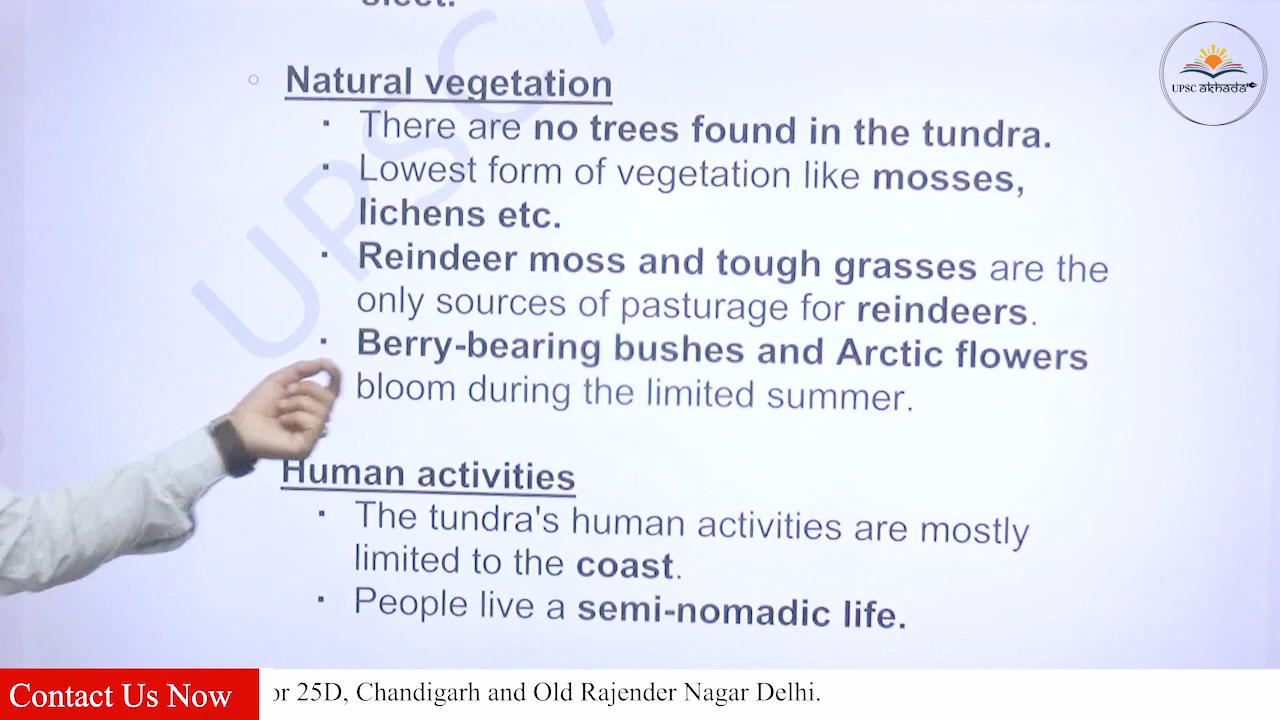 sleet.
UPSC A
UPSC akhada
Natural vegetation
There are no trees found in the tundra.
Lowest form of vegetation like mosses,
lichens etc.
Reindeer moss and tough grasses are the
only sources of pasturage for reindeers.
Berry-bearing bushes and Arctic flowers
bloom during the limited summer.
Human activities
The tundra's human activities are mostly
limited to the coast.
People live a semi-nomadic life.
Contact Us Now
or 25D, Chandigarh and Old Rajender Nagar Delhi.